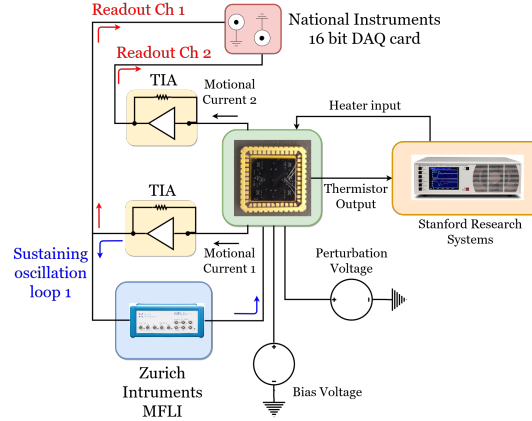 Readout Ch 1
National Instruments
16 bit DAQ card
Readout Ch 2
TIA
Motional
Current 2
Heater input
Thermistor
Output
Stanford Research
Systems
TIA
Motional
Current 1
Sustaining
oscillation
loop 1
Perturbation
Voltage
Zurich
Intruments
MFLI
Bias Voltage